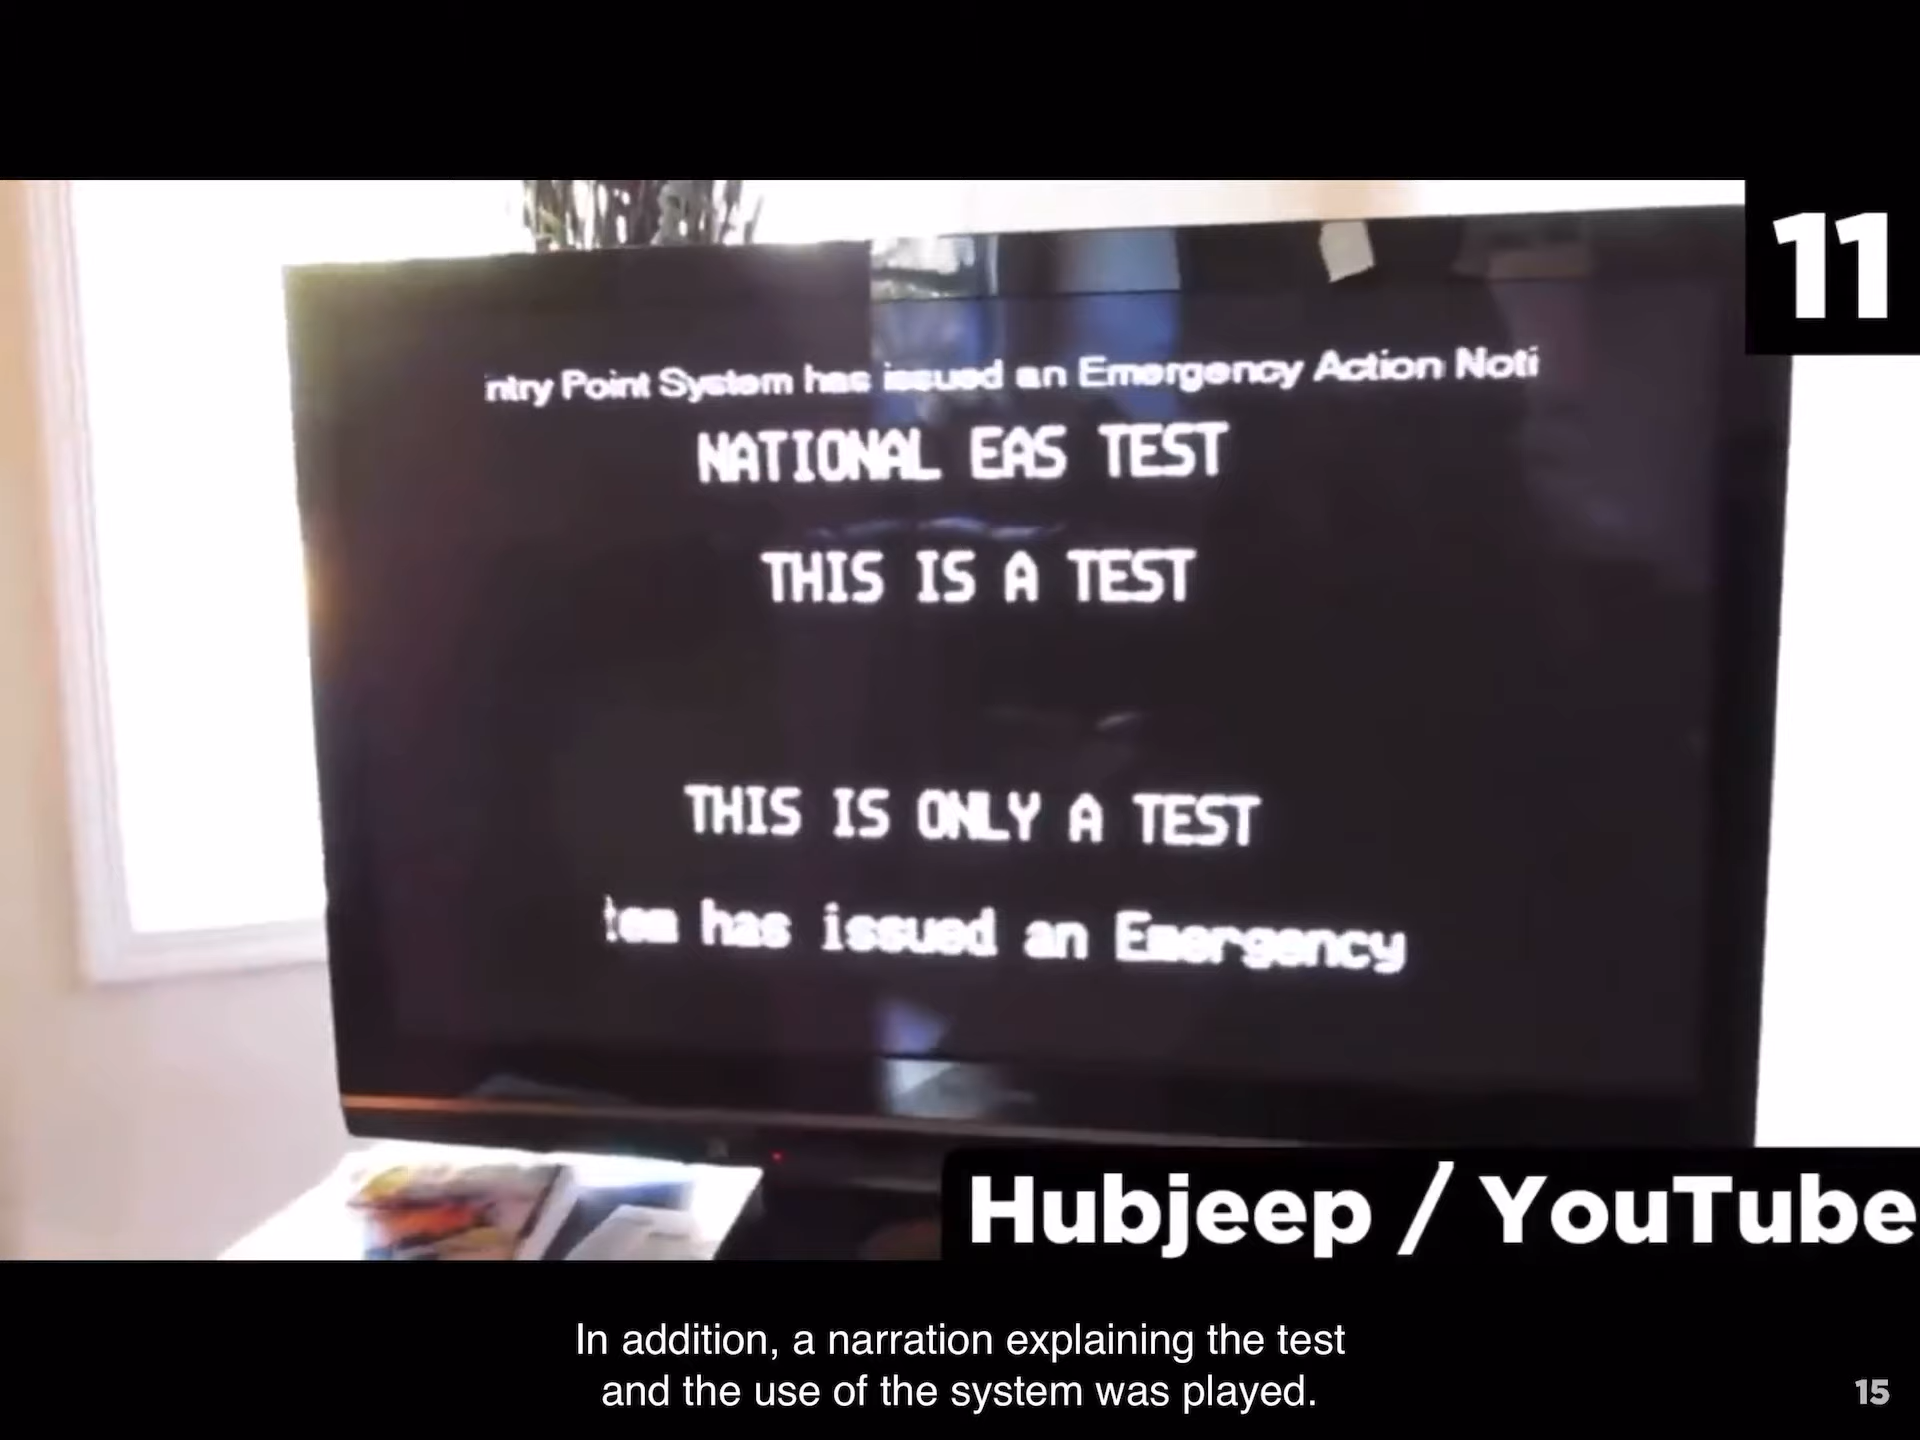 11
ntry Point System has issued an Emergency Action Noti
NATIONAL EAS TEST
THIS IS A TEST
THIS IS ONLY A TEST
tem has issued an Emergency
Hubjeep / YouTube
In addition, a narration explaining the test
and the use of the system was played.
15